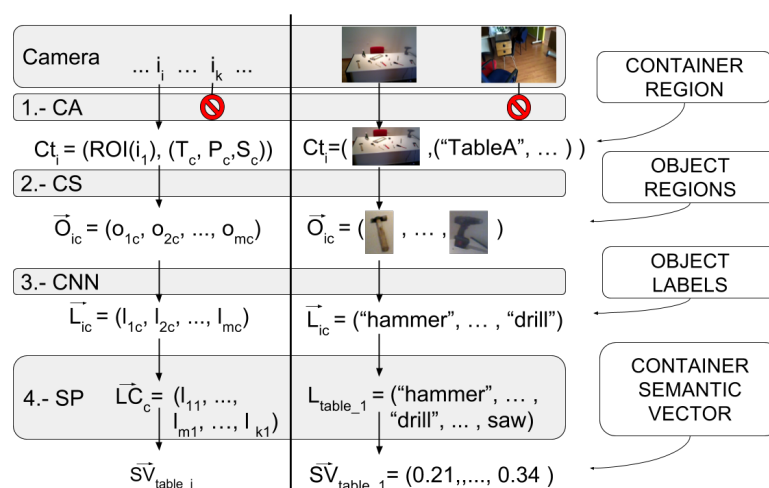 Camera
... i_i ... i_k ...
1.- CA
Ct_i = (ROI(i_1), (T_c, P_c,S_c))
Ct_i=( ,("TableA", ... ) )
2.- CS
O_ic = (o_1c, o_2c, ..., o_mc)
O_ic = ( , ... , )
3.- CNN
L_ic = (l_1c, l_2c, ..., l_mc)
L_ic = ("hammer", ... , "drill")
4.- SP
LC_c = (l_11, ...,
l_m1, ..., l_k1)
L_table_1 = ("hammer", ... ,
"drill", ... , saw)
SV_table_i
SV_table_1 = (0.21,,..., 0.34 )
CONTAINER
REGION
OBJECT
REGIONS
OBJECT
LABELS
CONTAINER
SEMANTIC
VECTOR